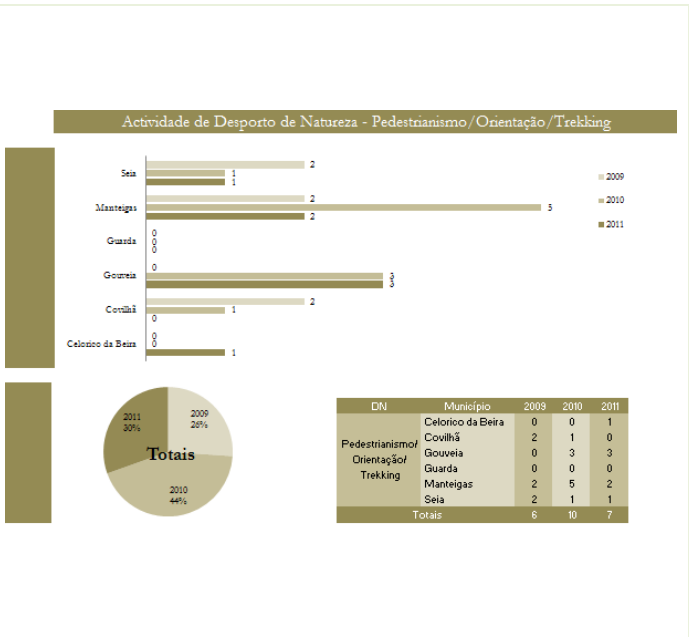 Actividade de Desporto de Natureza - Pedestrianismo/Orientação/Trekking
Seia
2
1
1
Manteigas
2
5
2
Guarda
0
0
0
Gouveia
0
3
3
Covilhã
2
1
0
Celorico da Beira
0
0
1
2009
2010
2011
2011
30%
2009
26%
Totais
2010
44%
DN Município 2009 2010 2011
Pedestrianismo/
Orientação/
Trekking
Celorico da Beira 0 0 1
Covilhã 2 1 0
Gouveia 0 3 3
Guarda 0 0 0
Manteigas 2 5 2
Seia 2 1 1
Totais 6 10 7